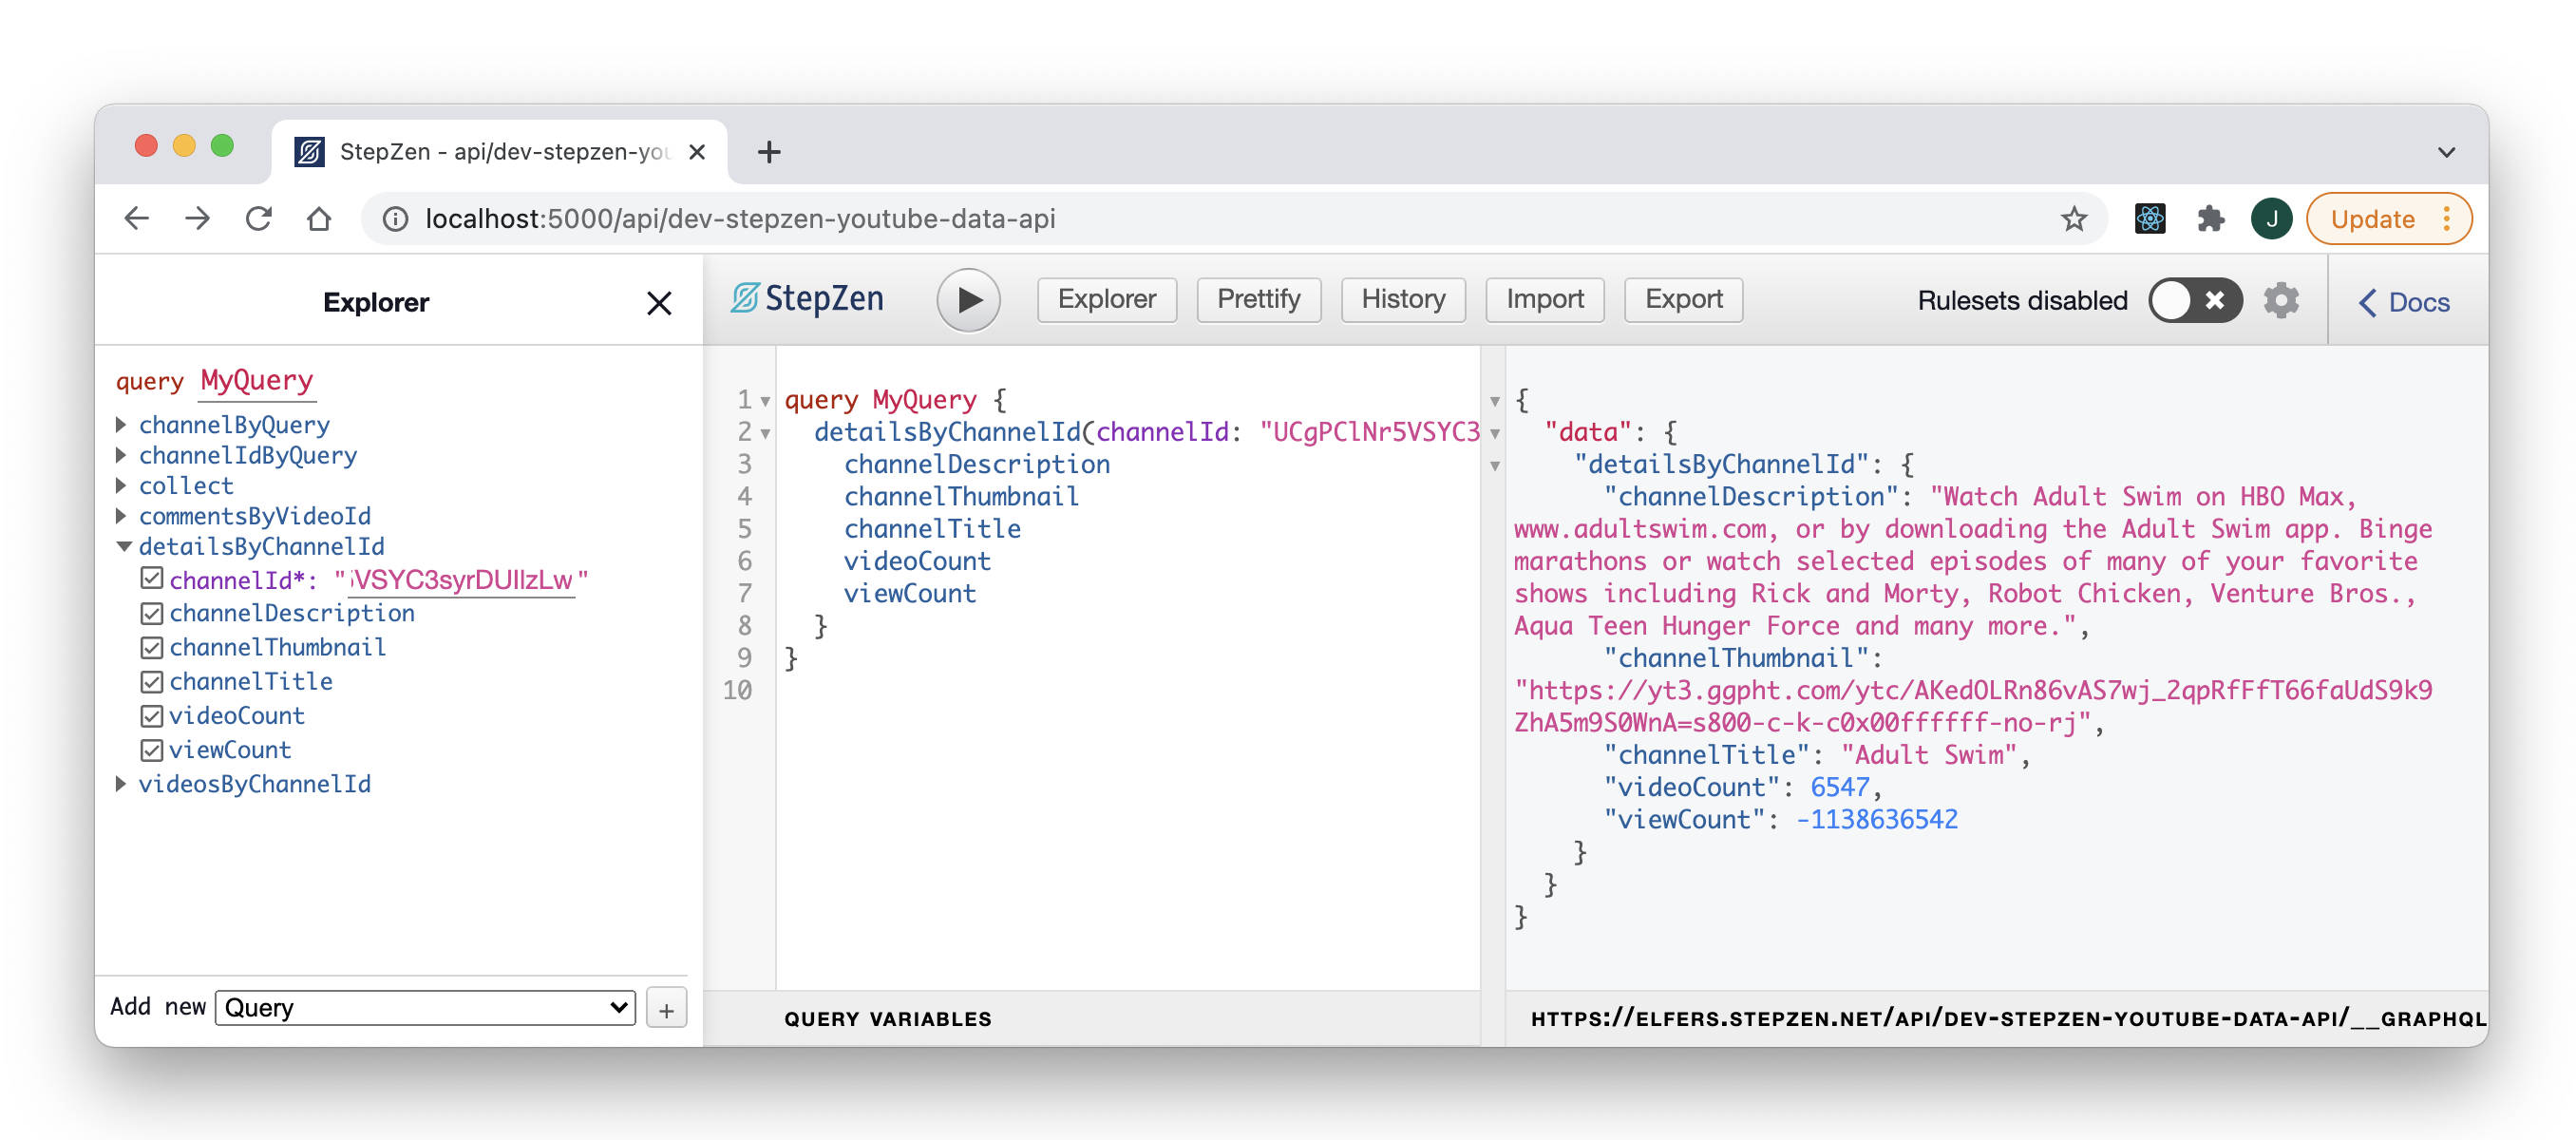 StepZen - api/dev-stepzen-you
localhost:5000/api/dev-stepzen-youtube-data-api
J
Update
Explorer
StepZen
Explorer
Prettify
History
Import
Export
Rulesets disabled
Docs
query MyQuery
channelByQuery
channelIdByQuery
collect
commentsByVideoId
detailsByChannelId
channelId*: "VSYC3syrDUIlzLw"
channelDescription
channelThumbnail
channelTitle
videoCount
viewCount
videosByChannelId
Add new Query +
1 query MyQuery {
2 detailsByChannelId(channelId: "UCgPClNr5VSYC3
3 channelDescription
4 channelThumbnail
5 channelTitle
6 videoCount
7 viewCount
8 }
9 }
10
QUERY VARIABLES
{
"data": {
"detailsByChannelId": {
"channelDescription": "Watch Adult Swim on HBO Max,
www.adultswim.com, or by downloading the Adult Swim app. Binge
marathons or watch selected episodes of many of your favorite
shows including Rick and Morty, Robot Chicken, Venture Bros.,
Aqua Teen Hunger Force and many more.",
"channelThumbnail":
"https://yt3.ggpht.com/ytc/AKedOLRn86vAS7wj_2qpRfFfT66faUdS9k9
ZhA5m9S0WnA=s800-c-k-c0x00ffffff-no-rj",
"channelTitle": "Adult Swim",
"videoCount": 6547,
"viewCount": -1138636542
}
}
}
HTTPS://ELFERS.STEPZEN.NET/API/DEV-STEPZEN-YOUTUBE-DATA-API/__GRAPHQL